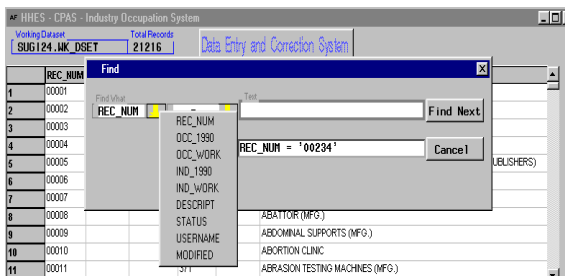 AF HHES - CPAS - Industry Occupation System
Working Dataset Total Records
SUGI24.WK_DSET 21216 Data Entry and Correction System
REC_NUM
Find
Find What Text
REC_NUM = Find Next
REC_NUM = '00234' Cancel
REC_NUM
OCC_1990
OCC_WORK
IND_1990
IND_WORK
DESCRIPT
STATUS
USERNAME
MODIFIED
1 00001
2 00002
3 00003
4 00004
5 00005 UBLISHERS)
6 00006
7 00007
8 00008 ABATTOIR (MFG.)
9 00009 ABDOMINAL SUPPORTS (MFG.)
10 00010 ABORTION CLINIC
11 00011 371 ABRASION TESTING MACHINES (MFG.)